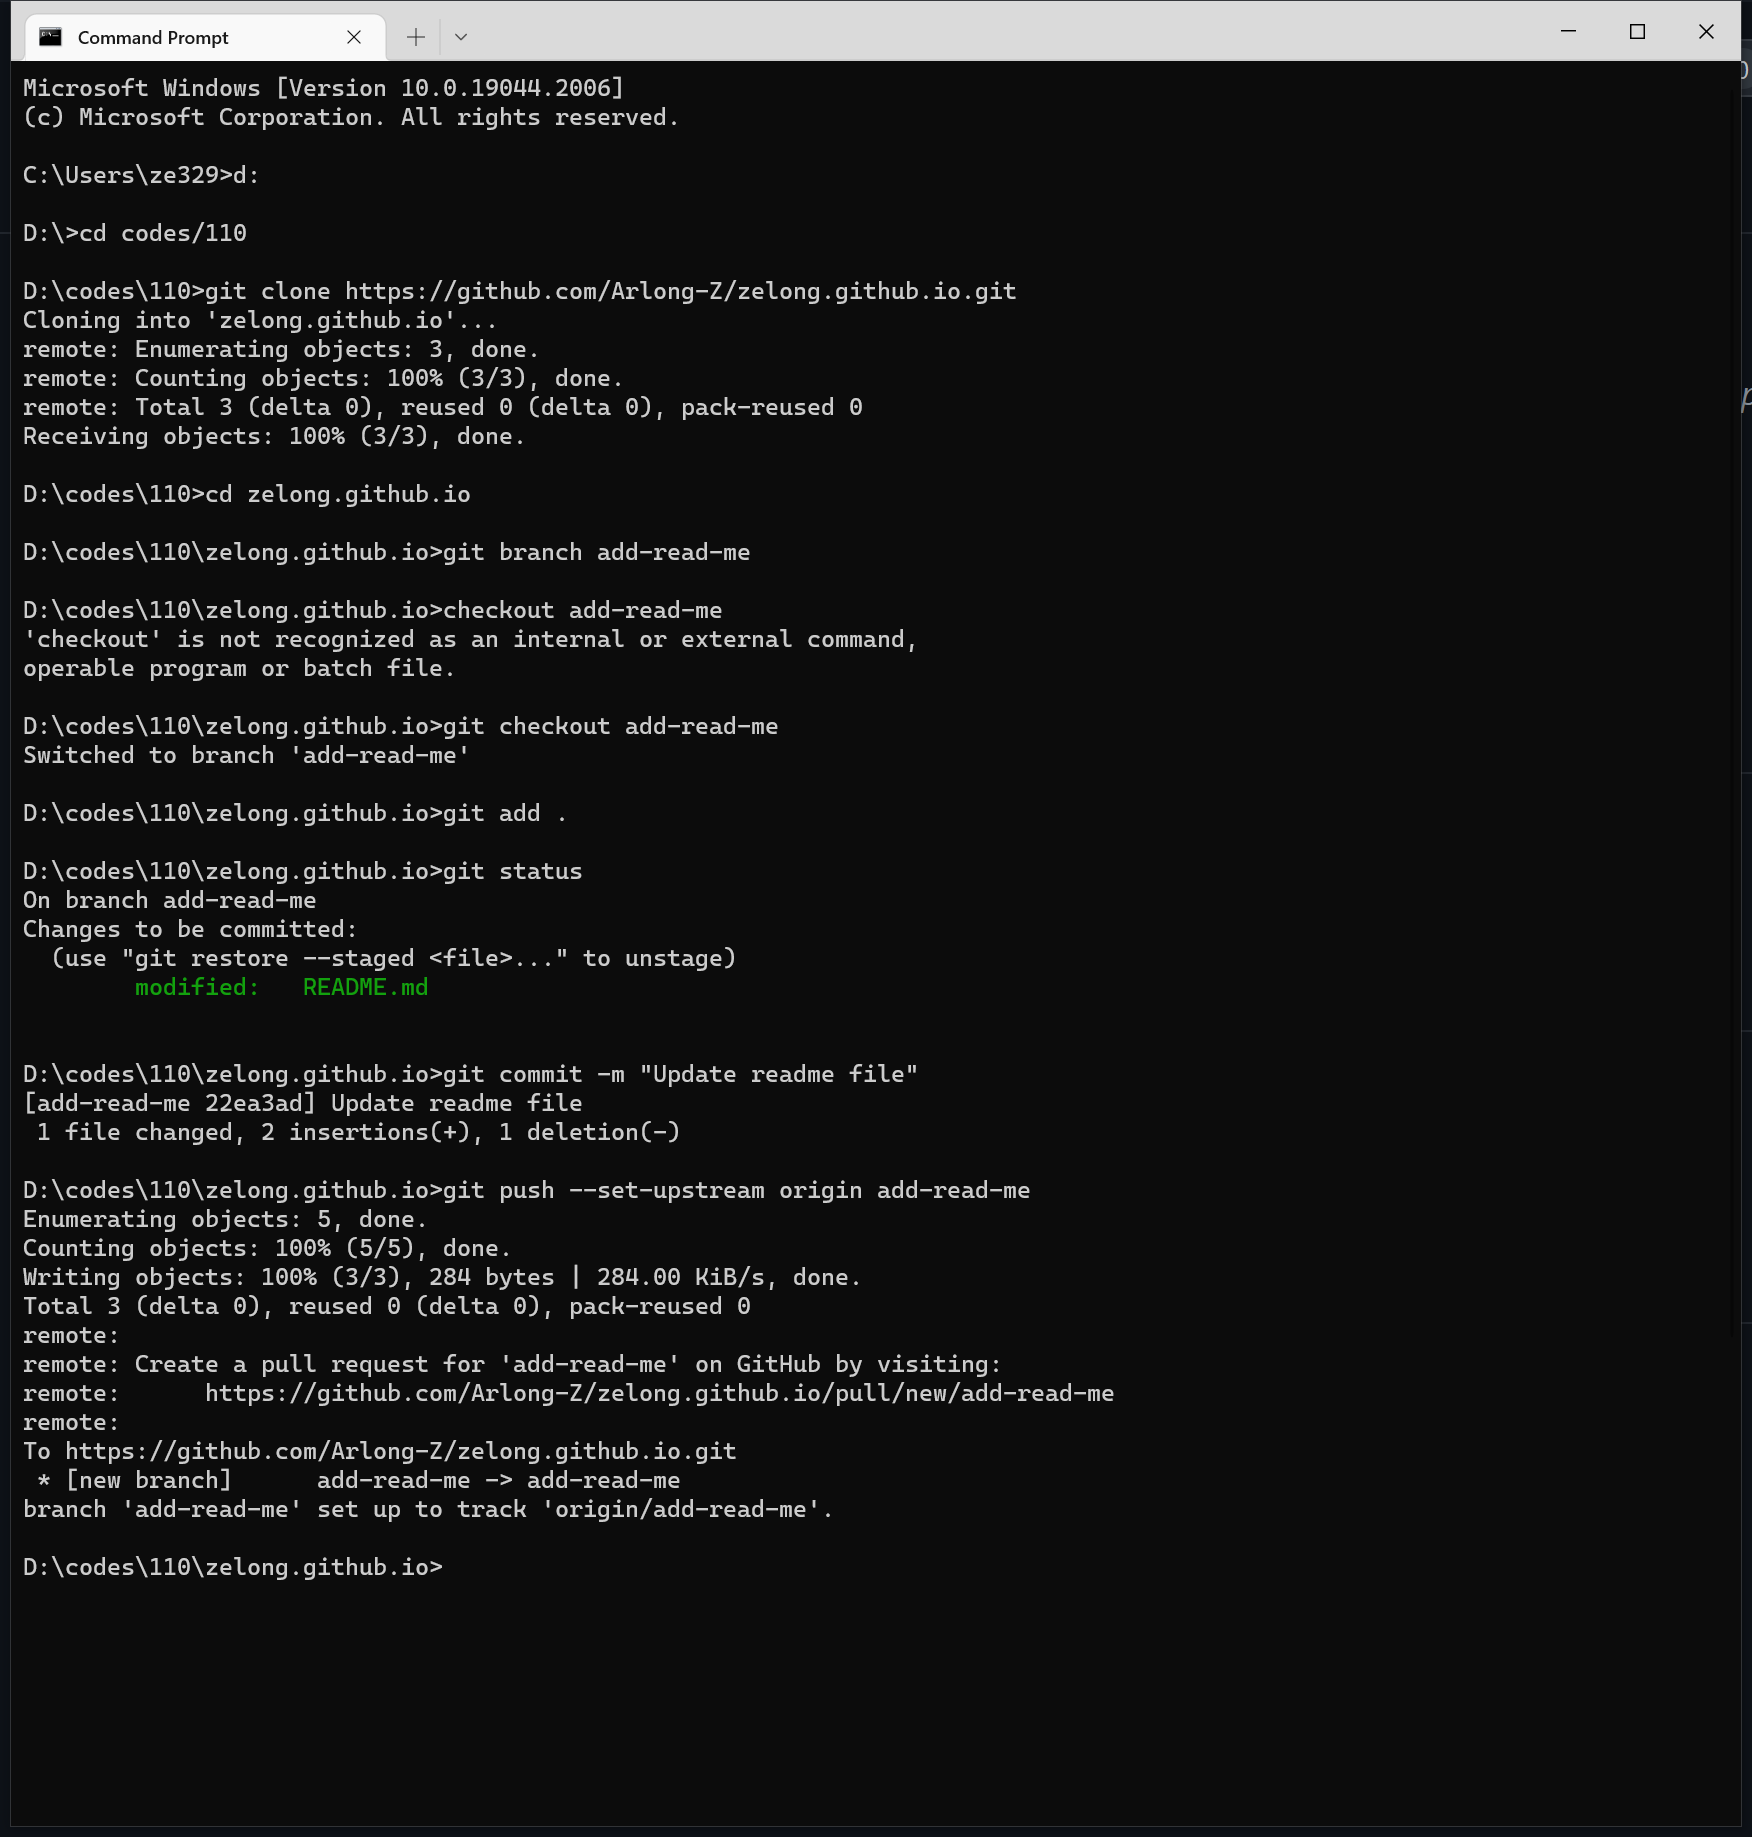 Command Prompt
Microsoft Windows [Version 10.0.19044.2006]
(c) Microsoft Corporation. All rights reserved.
C:\Users\ze329>d:
D:\>cd codes/110
D:\codes\110>git clone https://github.com/Arlong-Z/zelong.github.io.git
Cloning into 'zelong.github.io'...
remote: Enumerating objects: 3, done.
remote: Counting objects: 100% (3/3), done.
remote: Total 3 (delta 0), reused 0 (delta 0), pack-reused 0
Receiving objects: 100% (3/3), done.
D:\codes\110>cd zelong.github.io
D:\codes\110\zelong.github.io>git branch add-read-me
D:\codes\110\zelong.github.io>checkout add-read-me
'checkout' is not recognized as an internal or external command,
operable program or batch file.
D:\codes\110\zelong.github.io>git checkout add-read-me
Switched to branch 'add-read-me'
D:\codes\110\zelong.github.io>git add .
D:\codes\110\zelong.github.io>git status
On branch add-read-me
Changes to be committed:
  (use "git restore --staged <file>..." to unstage)
        modified:   README.md
D:\codes\110\zelong.github.io>git commit -m "Update readme file"
[add-read-me 22ea3ad] Update readme file
 1 file changed, 2 insertions(+), 1 deletion(-)
D:\codes\110\zelong.github.io>git push --set-upstream origin add-read-me
Enumerating objects: 5, done.
Counting objects: 100% (5/5), done.
Writing objects: 100% (3/3), 284 bytes | 284.00 KiB/s, done.
Total 3 (delta 0), reused 0 (delta 0), pack-reused 0
remote:
remote: Create a pull request for 'add-read-me' on GitHub by visiting:
remote:      https://github.com/Arlong-Z/zelong.github.io/pull/new/add-read-me
remote:
To https://github.com/Arlong-Z/zelong.github.io.git
 * [new branch]      add-read-me -> add-read-me
branch 'add-read-me' set up to track 'origin/add-read-me'.
D:\codes\110\zelong.github.io>